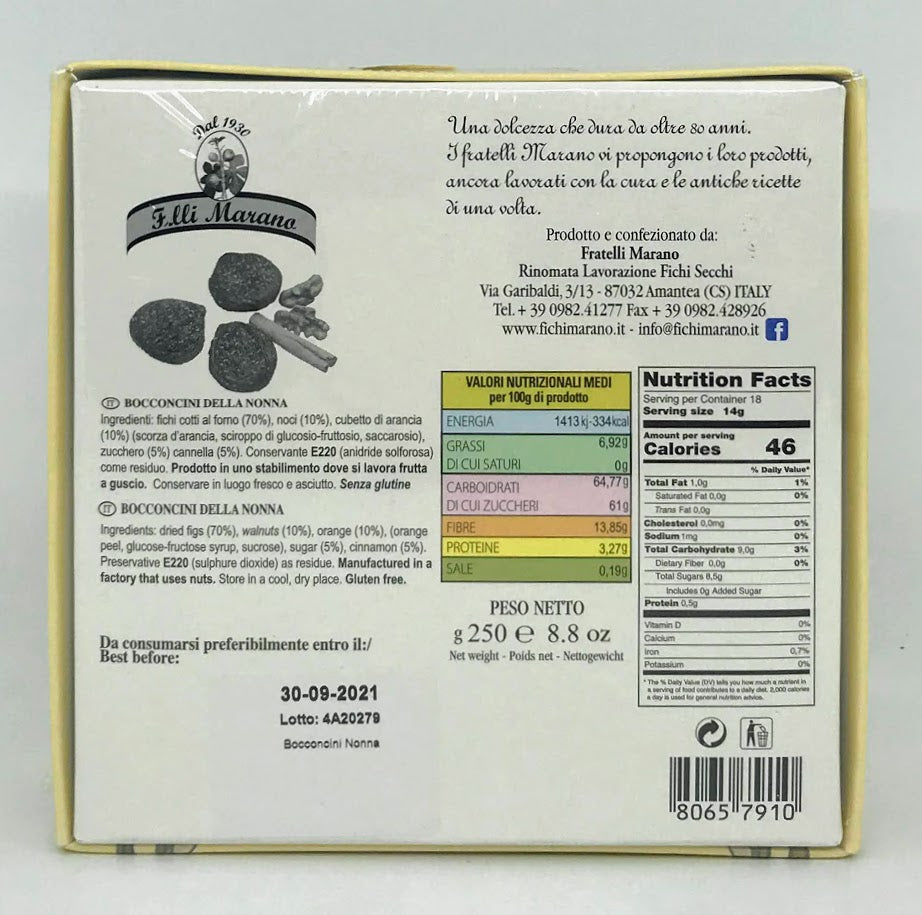 Dal 1930
F.lli Marano
Una dolcezza che dura da oltre 80 anni.
I fratelli Marano vi propongono i loro prodotti,
ancora lavorati con la cura e le antiche ricette
di una volta.
Prodotto e confezionato da:
Fratelli Marano
Rinomata Lavorazione Fichi Secchi
Via Garibaldi, 3/13 - 87032 Amantea (CS) ITALY
Tel. + 39 0982.41277 Fax + 39 0982.428926
www.fichimarano.it - info@fichimarano.it f
IT BOCCONCINI DELLA NONNA
Ingredienti: fichi cotti al forno (70%), noci (10%), cubetto di arancia
(10%) (scorza d'arancia, sciroppo di glucosio-fruttosio, saccarosio),
zucchero (5%) cannella (5%). Conservante E220 (anidride solforosa)
come residuo. Prodotto in uno stabilimento dove si lavora frutta
a guscio. Conservare in luogo fresco e asciutto. Senza glutine
IT BOCCONCINI DELLA NONNA
Ingredients: dried figs (70%), walnuts (10%), orange (10%), (orange
peel, glucose-fructose syrup, sucrose), sugar (5%), cinnamon (5%).
Preservative E220 (sulphure dioxide) as residue. Manufactured in a
factory that uses nuts. Store in a cool, dry place. Gluten free.
Da consumarsi preferibilmente entro il:/
Best before:
30-09-2021
Lotto: 4A20279
Bocconcini Nonna
VALORI NUTRIZIONALI MEDI
per 100g di prodotto
ENERGIA 1413 kj-334kcal
GRASSI 6,92g
DI CUI SATURI 0g
CARBOIDRATI 64,77g
DI CUI ZUCCHERI 61g
FIBRE 13,85g
PROTEINE 3,27g
SALE 0,19g
PESO NETTO
g 250 e 8.8 oz
Net weight - Poids net - Nettogewicht
Nutrition Facts
Serving per Container 18
Serving size 14g
Amount per serving
Calories 46
% Daily Value*
Total Fat 1,0g 1%
Saturated Fat 0,0g 0%
Trans Fat 0,0g
Cholesterol 0,0mg 0%
Sodium 1mg 0%
Total Carbohydrate 9,0g 3%
Dietary Fiber 0,0g 0%
Total Sugars 8,5g
Includes 0g Added Sugar
Protein 0,5g
Vitamin D 0%
Calcium 0%
Iron 0,7%
Potassium 0%
* The % Daily Value (DV) tells you how much a nutrient in
a serving of food contributes to a daily diet. 2,000 calories
a day is used for general nutrition advice.
8065 7910